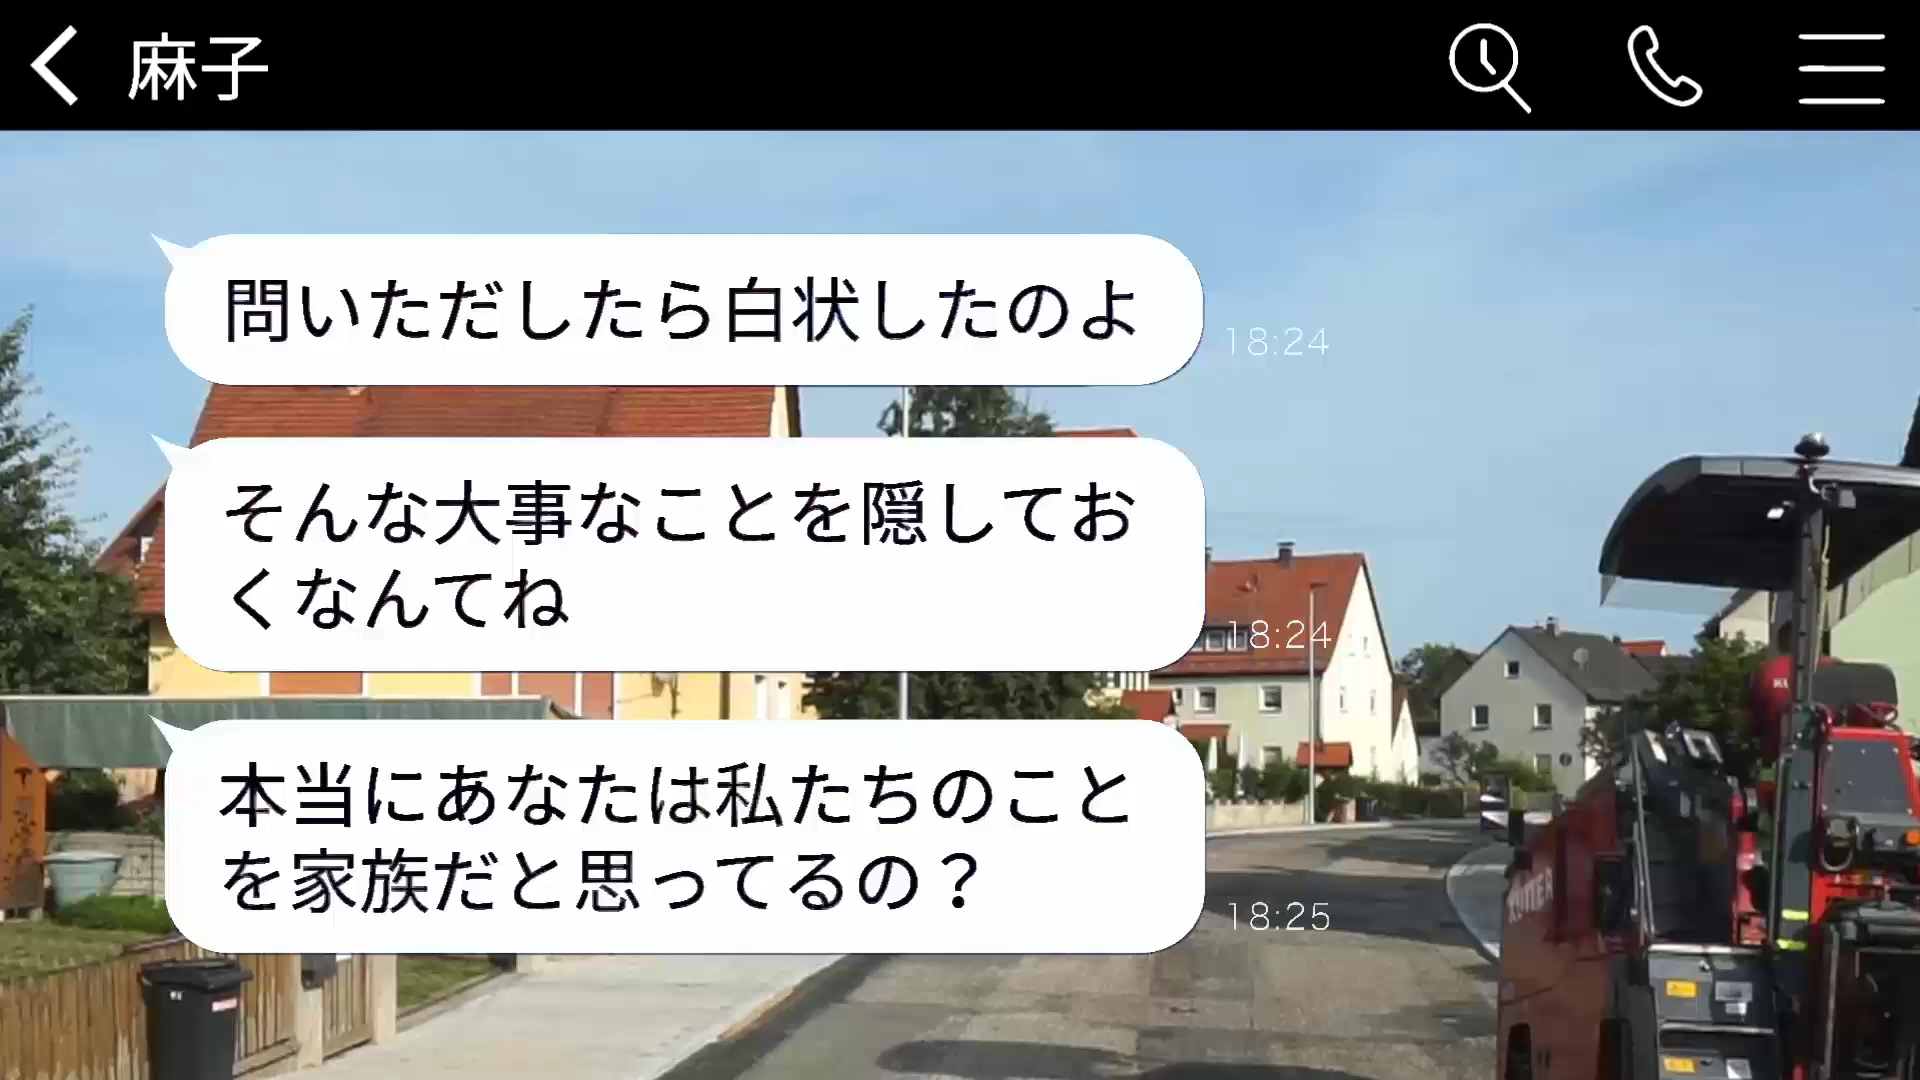 麻子
問いただしたら白状したのよ
18:24
そんな大事なことを隠してお
くなんてね
18:24
本当にあなたは私たちのこと
を家族だと思ってるの？
18:25